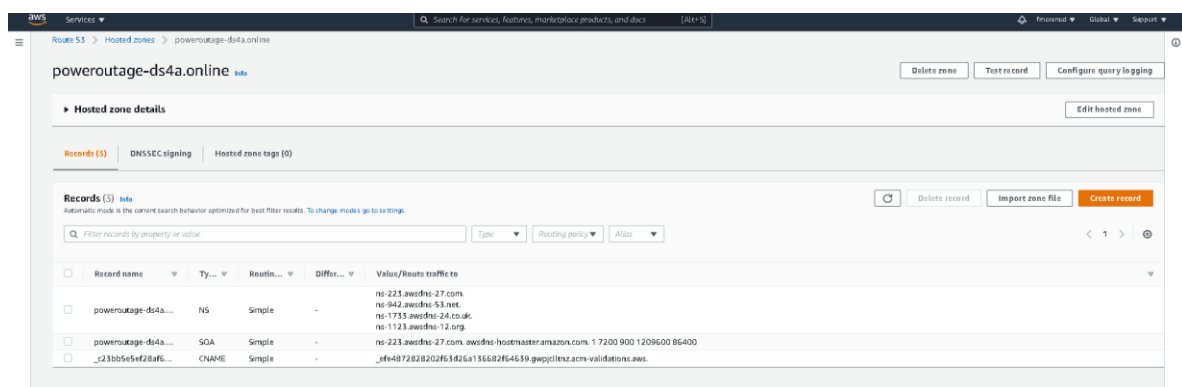 aws Services ▾ Search for services, features, marketplace products, and docs [Alt+S] fmorenod ▾ Global ▾ Support ▾
Route 53 > Hosted zones > poweroutage-ds4a.online
poweroutage-ds4a.online Info Delete zone Test record Configure query logging
▸ Hosted zone details Edit hosted zone
Records (3) DNSSEC signing Hosted zone tags (0)
Records (3) Info Delete record Import zone file Create record
Automatic mode is the current search behavior optimized for best filter results. To change modes go to settings.
Filter records by property or value Type ▾ Routing policy ▾ Alias ▾ < 1 >
Record name Ty... Routin... Differ... Value/Route traffic to
poweroutage-ds4a.... NS Simple - ns-223.awsdns-27.com.
ns-942.awsdns-53.net.
ns-1733.awsdns-24.co.uk.
ns-1123.awsdns-12.org.
poweroutage-ds4a.... SOA Simple - ns-223.awsdns-27.com. awsdns-hostmaster.amazon.com. 1 7200 900 1209600 86400
_c23bb5e5ef28af6... CNAME Simple - _efe4872828202f63d26a136682f64639.gwpjclltnz.acm-validations.aws.